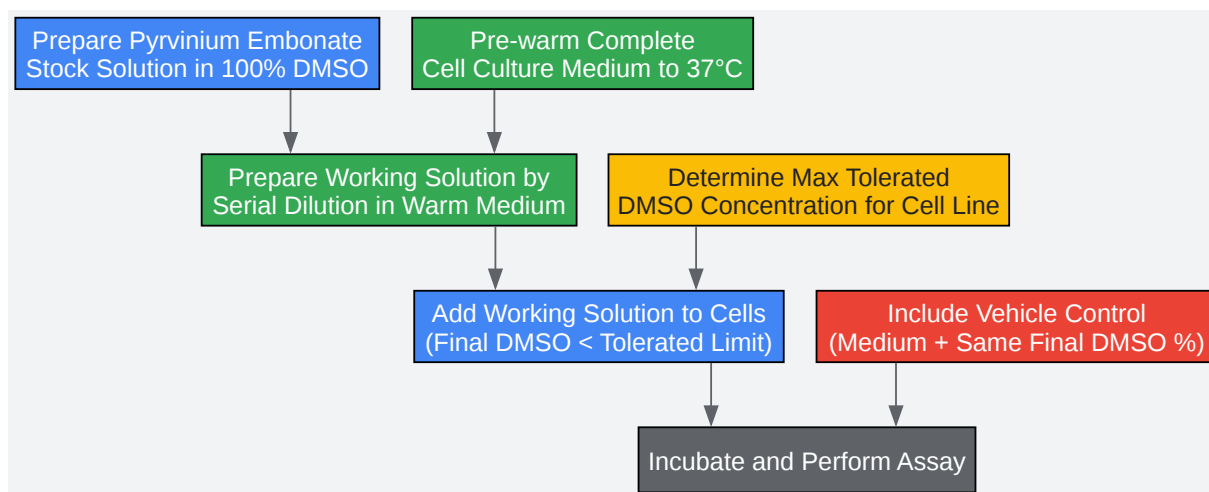 Prepare Pyrvinium Embonate
Stock Solution in 100% DMSO
Pre-warm Complete
Cell Culture Medium to 37°C
Prepare Working Solution by
Serial Dilution in Warm Medium
Determine Max Tolerated
DMSO Concentration for Cell Line
Add Working Solution to Cells
(Final DMSO < Tolerated Limit)
Include Vehicle Control
(Medium + Same Final DMSO %)
Incubate and Perform Assay